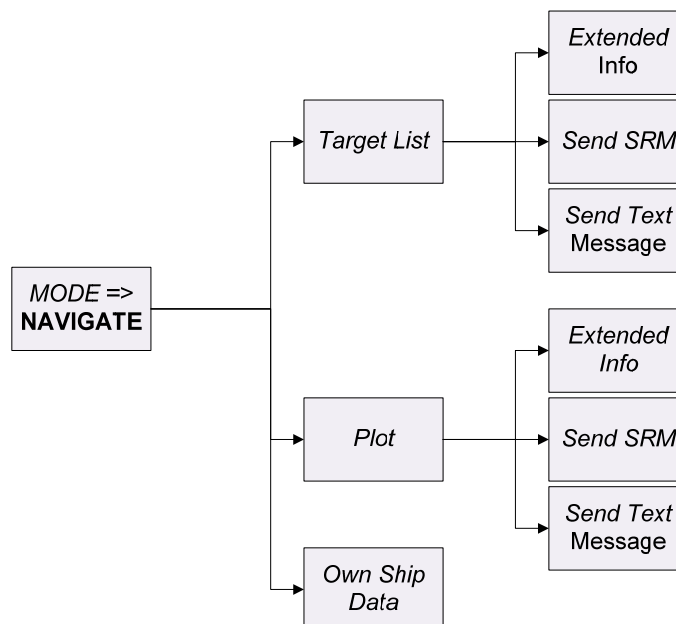 MODE =>
NAVIGATE
Target List
Extended
Info
Send SRM
Send Text
Message
Plot
Extended
Info
Send SRM
Send Text
Message
Own Ship
Data